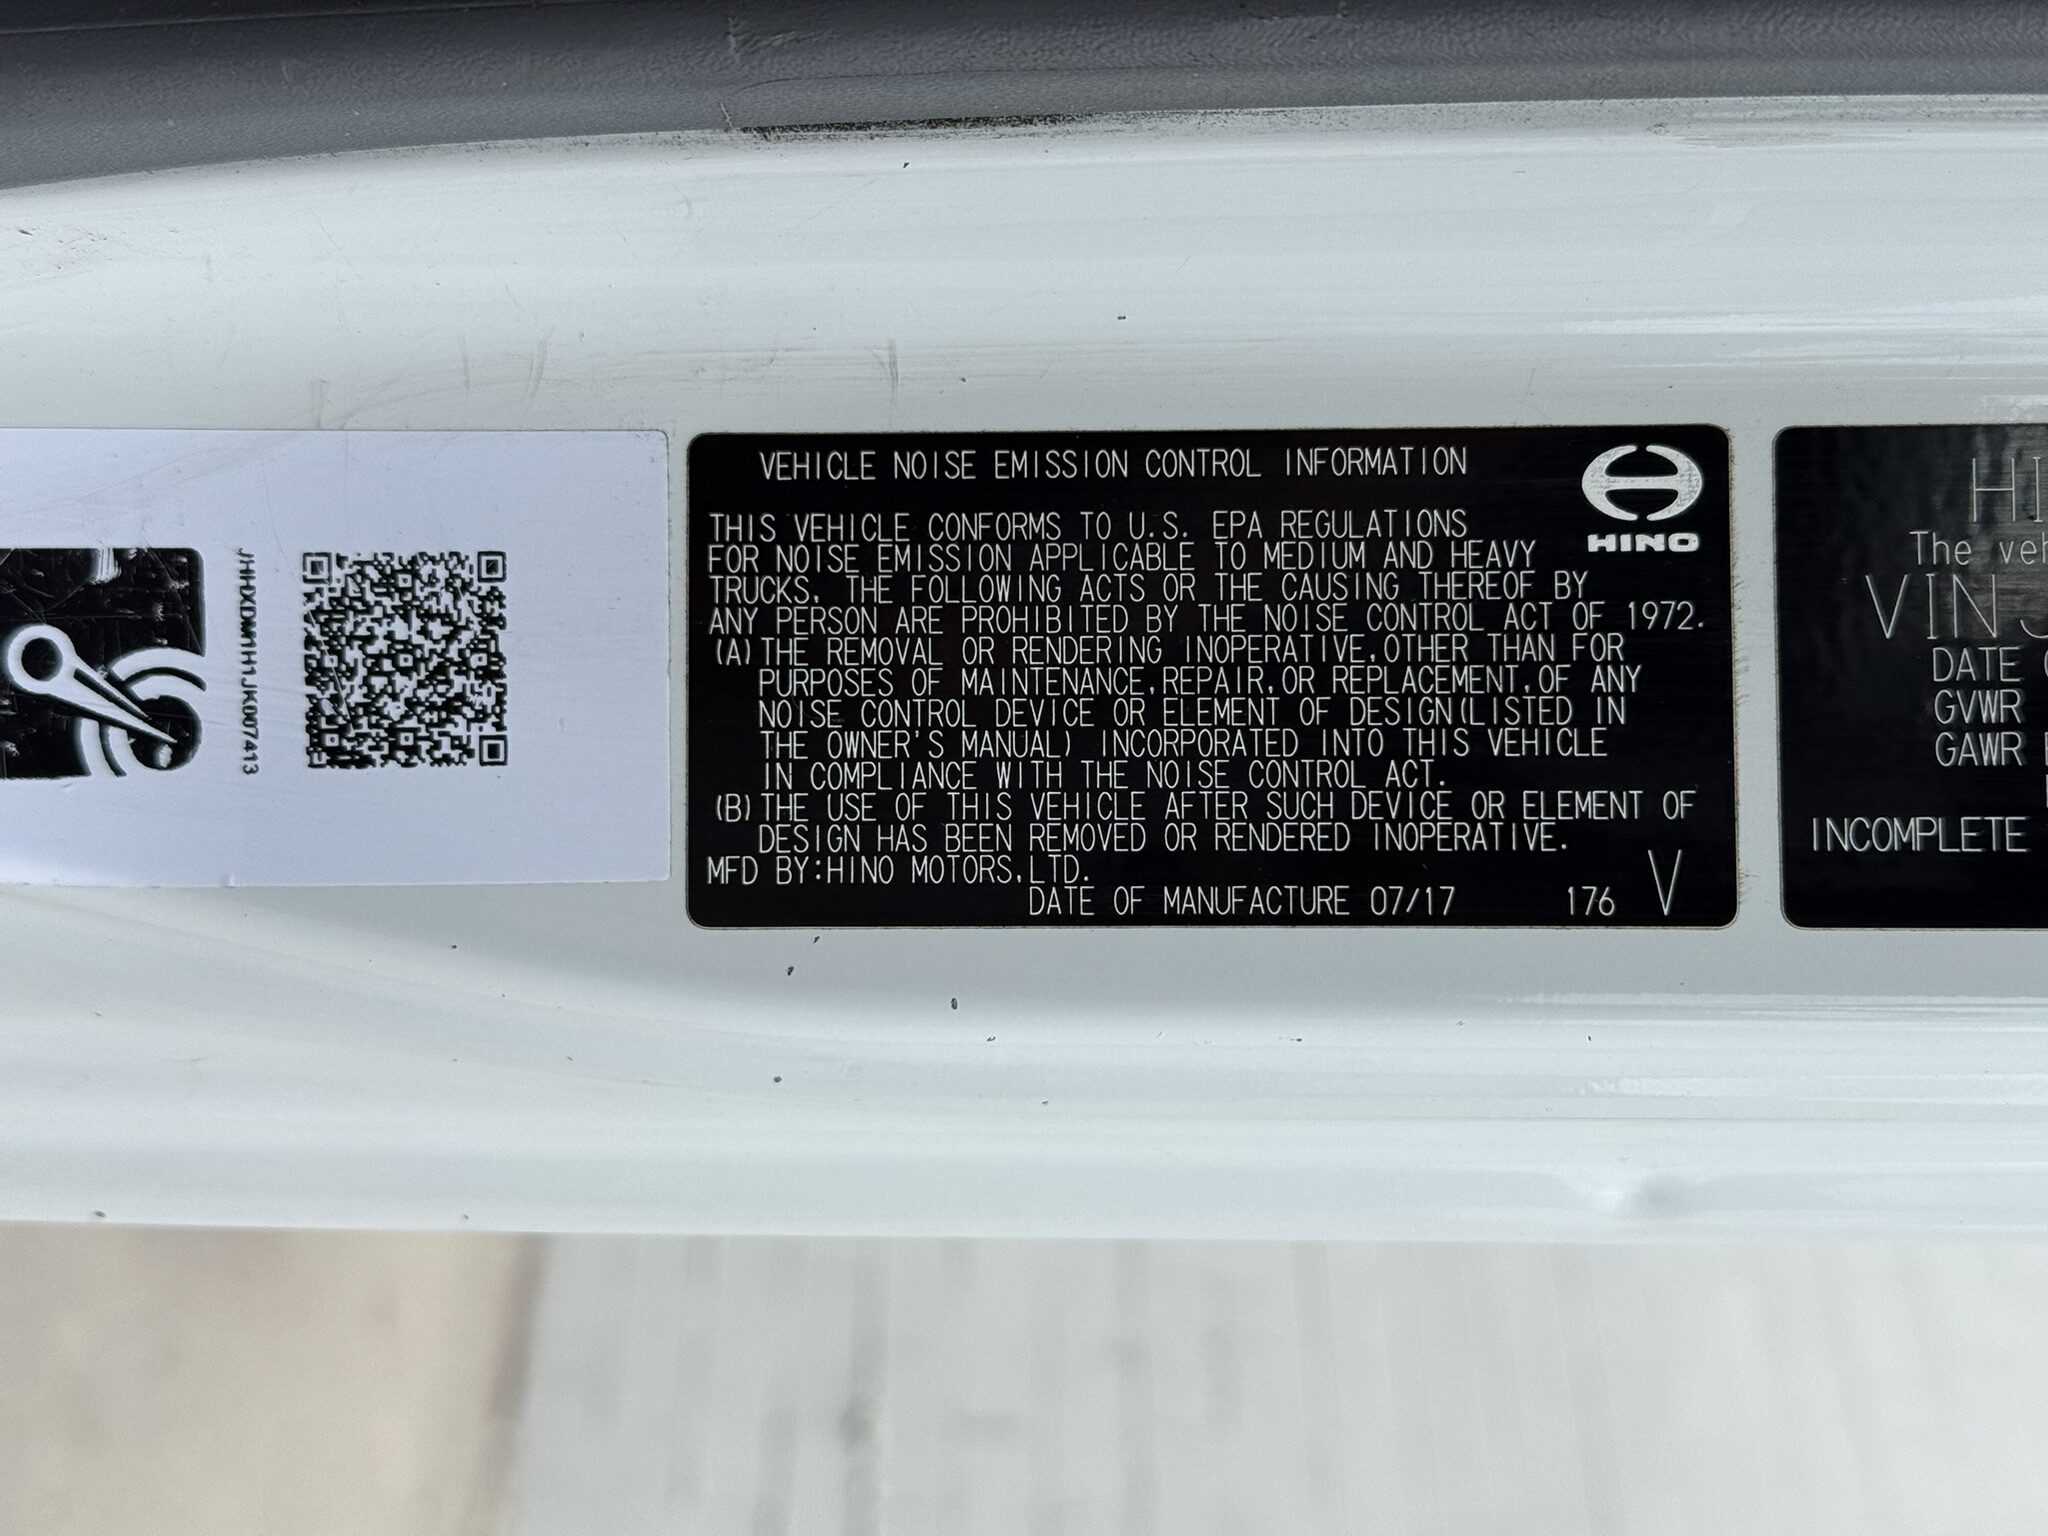 JHHXDM1H1JK007413
VEHICLE NOISE EMISSION CONTROL INFORMATION
HINO
THIS VEHICLE CONFORMS TO U.S. EPA REGULATIONS
FOR NOISE EMISSION APPLICABLE TO MEDIUM AND HEAVY
TRUCKS. THE FOLLOWING ACTS OR THE CAUSING THEREOF BY
ANY PERSON ARE PROHIBITED BY THE NOISE CONTROL ACT OF 1972.
(A) THE REMOVAL OR RENDERING INOPERATIVE,OTHER THAN FOR
PURPOSES OF MAINTENANCE,REPAIR,OR REPLACEMENT,OF ANY
NOISE CONTROL DEVICE OR ELEMENT OF DESIGN(LISTED IN
THE OWNER'S MANUAL) INCORPORATED INTO THIS VEHICLE
IN COMPLIANCE WITH THE NOISE CONTROL ACT.
(B) THE USE OF THIS VEHICLE AFTER SUCH DEVICE OR ELEMENT OF
DESIGN HAS BEEN REMOVED OR RENDERED INOPERATIVE.
MFD BY:HINO MOTORS,LTD.
DATE OF MANUFACTURE 07/17 176 V
HI
The veh
VIN
DATE
GVWR
GAWR
INCOMPLETE